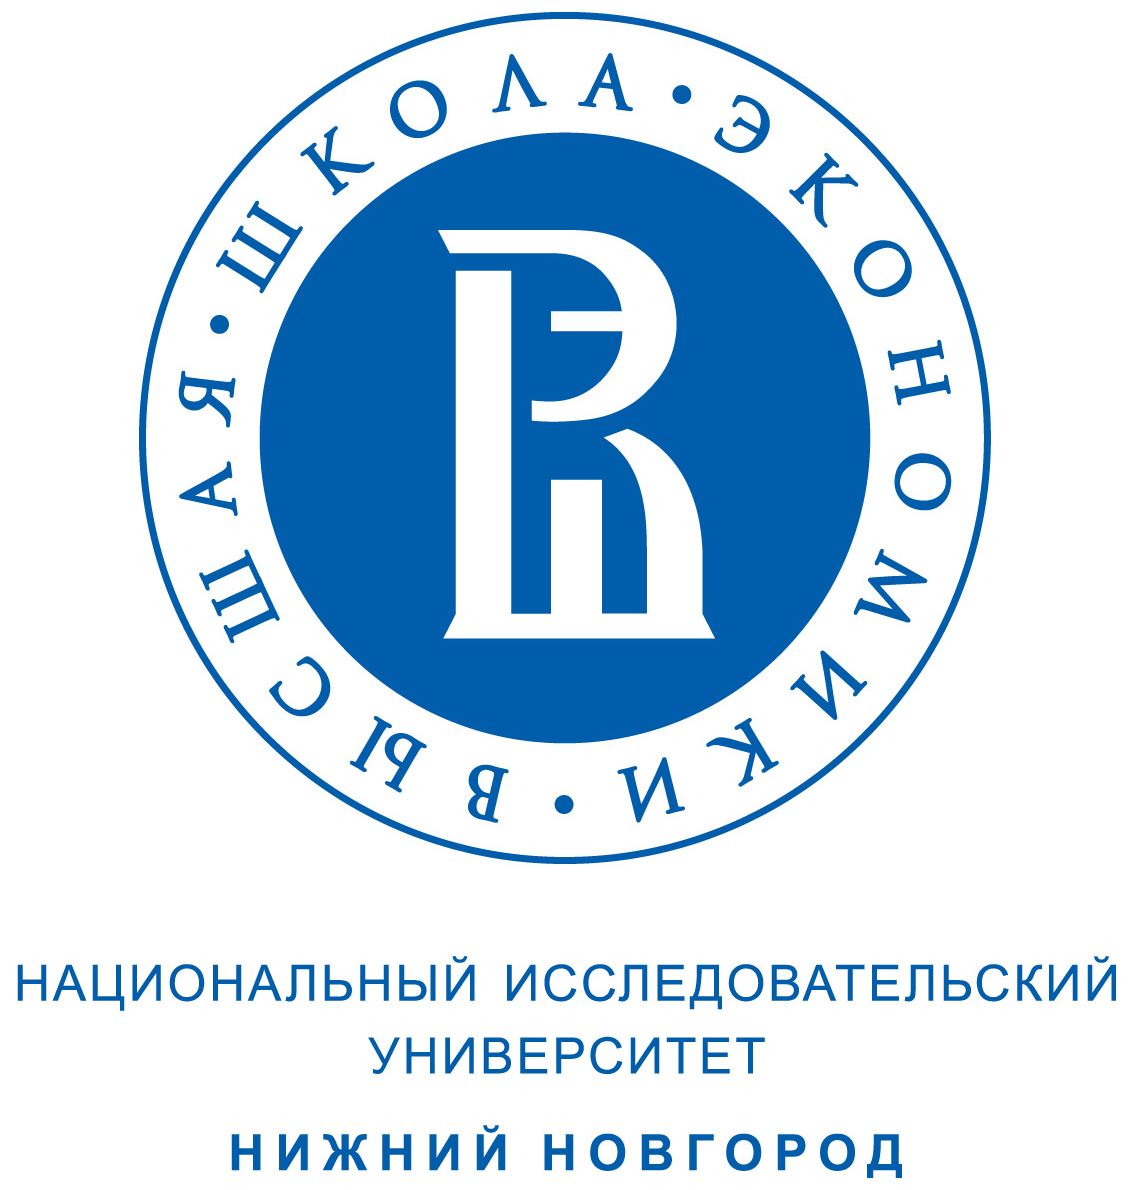 ВЫСШАЯ · ШКОЛА · ЭКОНОМИКИ ·
НАЦИОНАЛЬНЫЙ ИССЛЕДОВАТЕЛЬСКИЙ
УНИВЕРСИТЕТ
НИЖНИЙ НОВГОРОД